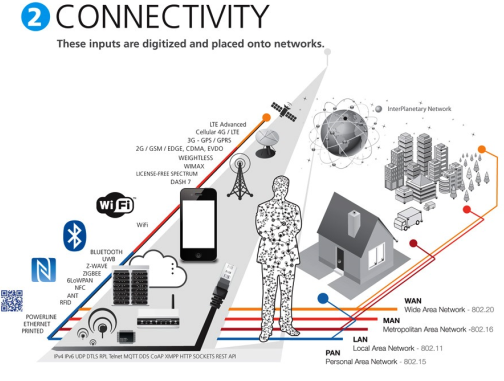 2 CONNECTIVITY
These inputs are digitized and placed onto networks.
InterPlanetary Network
LTE Advanced
Cellular 4G / LTE
3G - GPS / GPRS
2G / GSM / EDGE, CDMA, EVDO
WEIGHTLESS
WIMAX
LICENSE-FREE SPECTRUM
DASH 7
WiFi
WiFi
BLUETOOTH
UWB
Z-WAVE
ZIGBEE
6LoWPAN
NFC
ANT
RFID
POWERLINE
ETHERNET
PRINTED
IPv4 IPv6 UDP DTLS RPL Telnet MQTT DDS CoAP XMPP HTTP SOCKETS REST API
WAN
Wide Area Network - 802.20
MAN
Metropolitan Area Network -802.16
LAN
Local Area Network - 802.11
PAN
Personal Area Network - 802.15